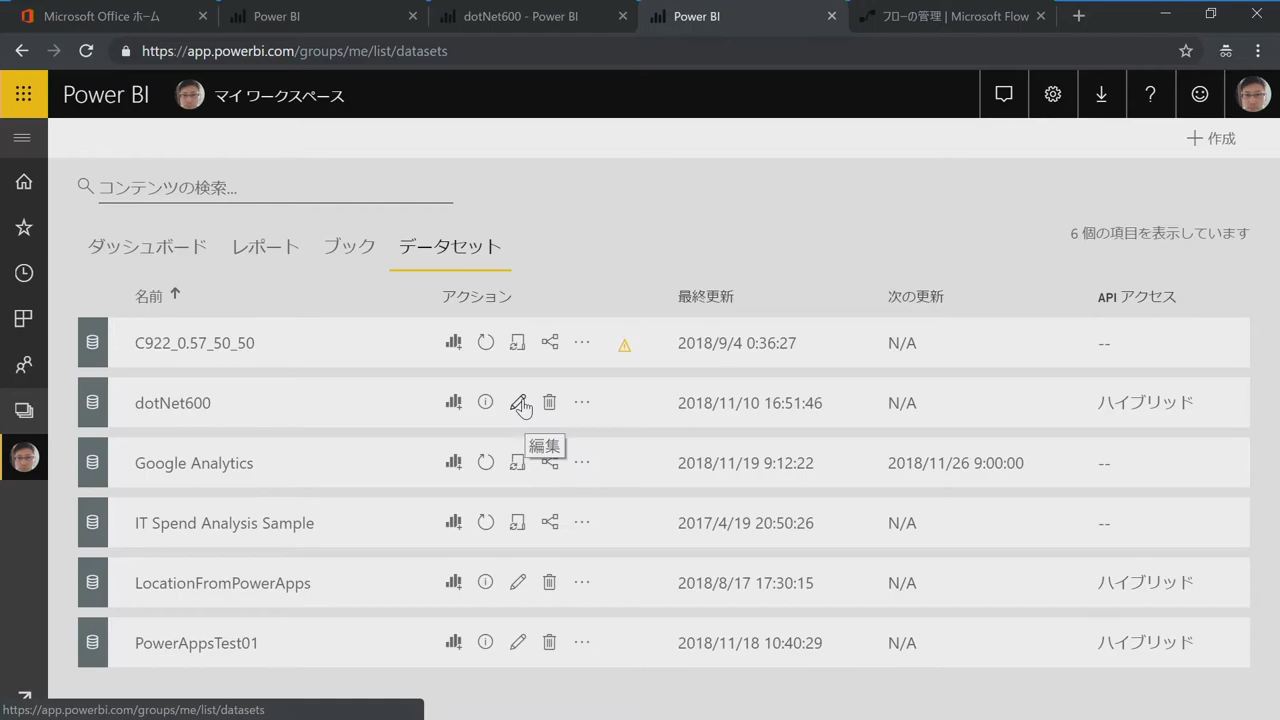 Microsoft Office ホーム
Power BI
dotNet600 - Power BI
Power BI
フローの管理 | Microsoft Flow
https://app.powerbi.com/groups/me/list/datasets
Power BI
マイ ワークスペース
作成
コンテンツの検索...
ダッシュボード レポート ブック データセット
6 個の項目を表示しています
名前 アクション 最終更新 次の更新 API アクセス
C922_0.57_50_50 2018/9/4 0:36:27 N/A --
dotNet600 2018/11/10 16:51:46 N/A ハイブリッド
編集
Google Analytics 2018/11/19 9:12:22 2018/11/26 9:00:00 --
IT Spend Analysis Sample 2017/4/19 20:50:26 N/A --
LocationFromPowerApps 2018/8/17 17:30:15 N/A ハイブリッド
PowerAppsTest01 2018/11/18 10:40:29 N/A ハイブリッド
https://app.powerbi.com/groups/me/list/datasets